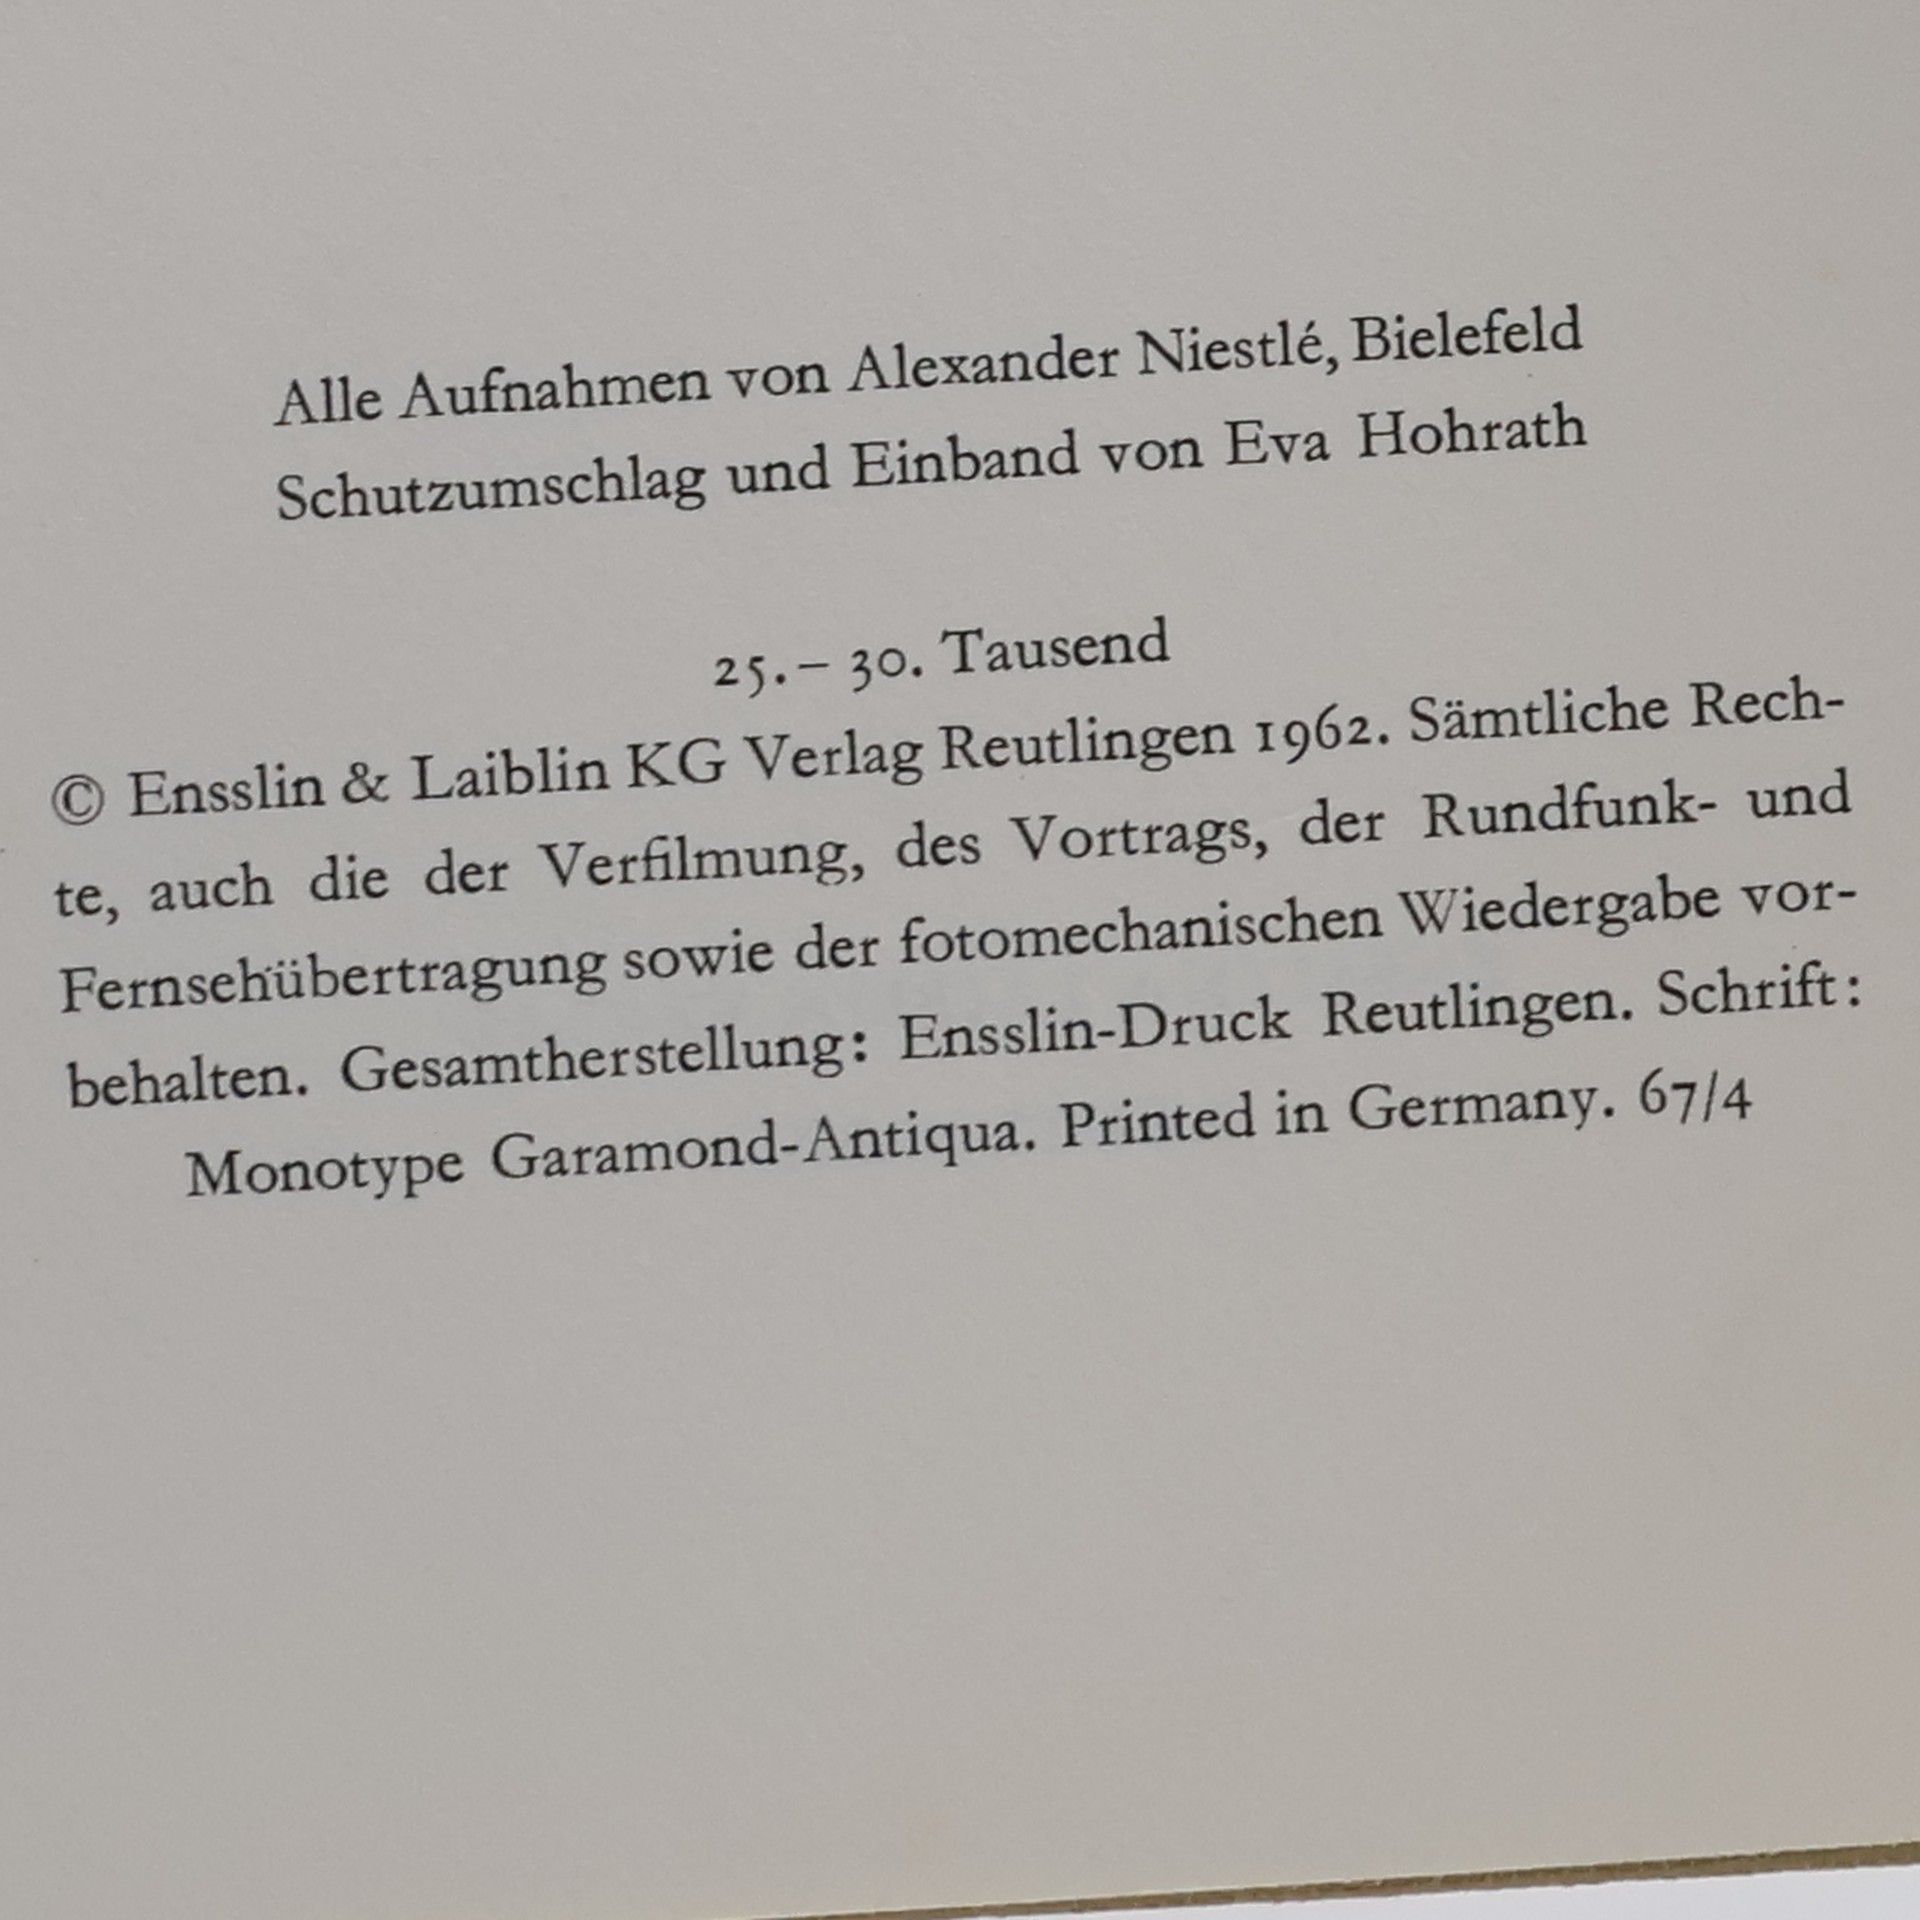 Alle Aufnahmen von Alexander Niestlé, Bielefeld
Schutzumschlag und Einband von Eva Hohrath
25.– 30. Tausend
© Ensslin & Laiblin KG Verlag Reutlingen 1962. Sämtliche Rech-
te, auch die der Verfilmung, des Vortrags, der Rundfunk- und
Fernsehübertragung sowie der fotomechanischen Wiedergabe vor-
behalten. Gesamtherstellung: Ensslin-Druck Reutlingen. Schrift:
Monotype Garamond-Antiqua. Printed in Germany. 67/4